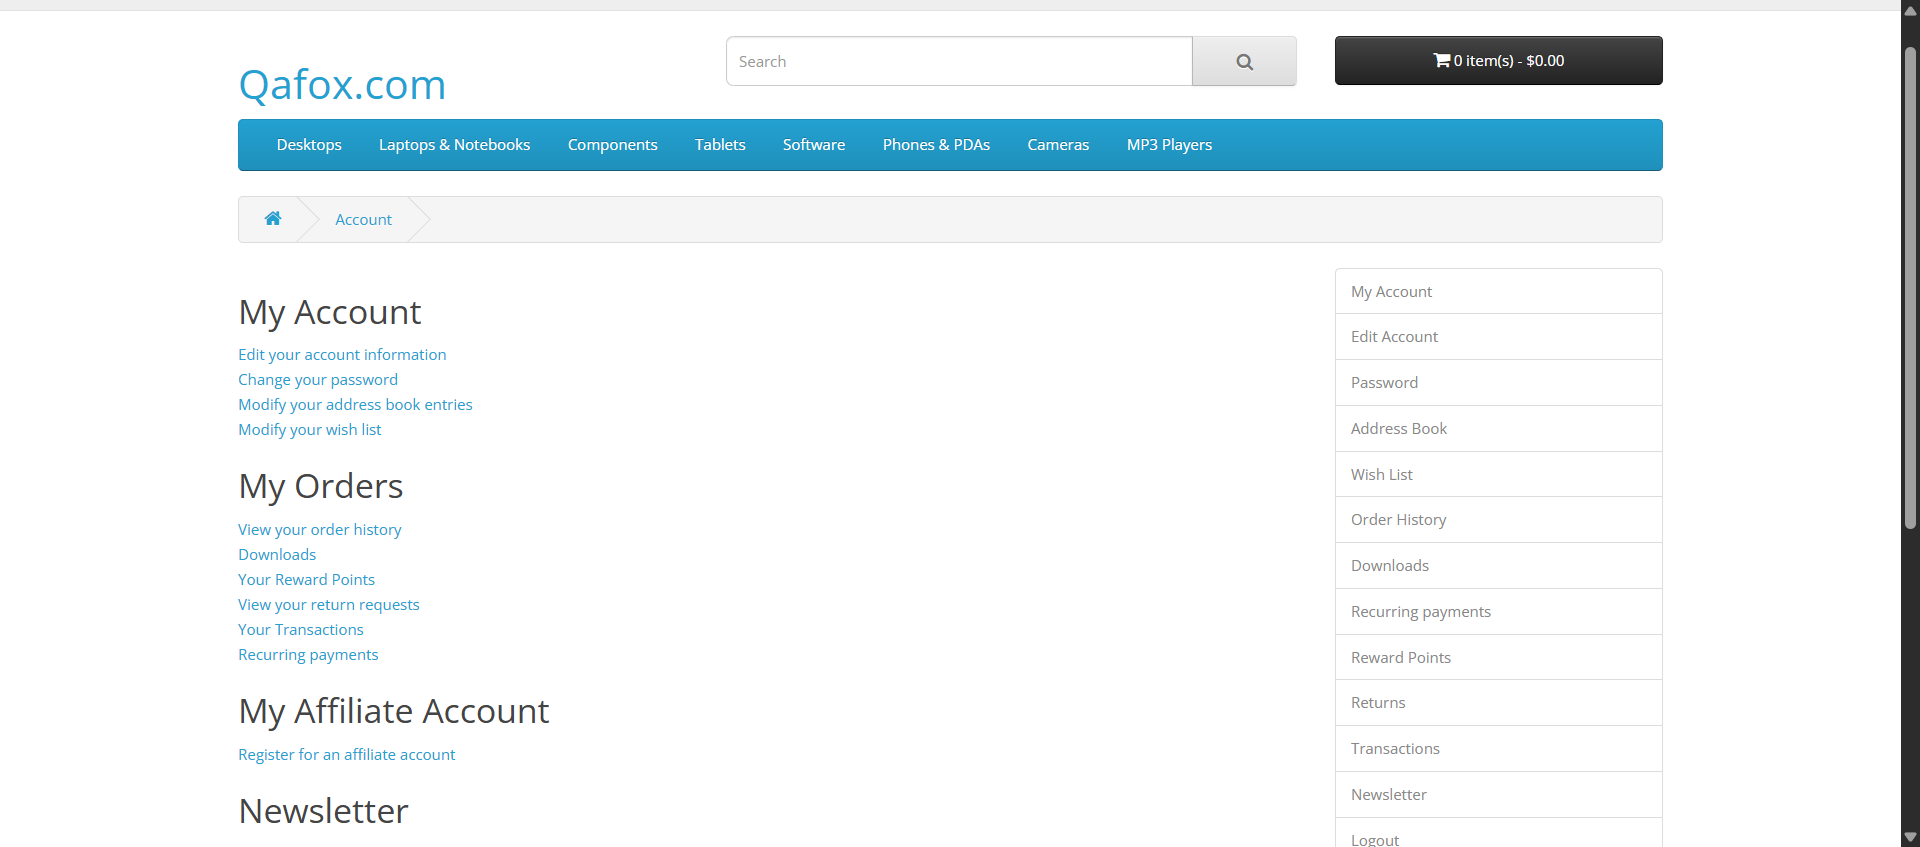 Qafox.com
Search
0 item(s) - $0.00
Desktops
Laptops & Notebooks
Components
Tablets
Software
Phones & PDAs
Cameras
MP3 Players
Account
My Account
Edit your account information
Change your password
Modify your address book entries
Modify your wish list
My Orders
View your order history
Downloads
Your Reward Points
View your return requests
Your Transactions
Recurring payments
My Affiliate Account
Register for an affiliate account
Newsletter
My Account
Edit Account
Password
Address Book
Wish List
Order History
Downloads
Recurring payments
Reward Points
Returns
Transactions
Newsletter
Logout